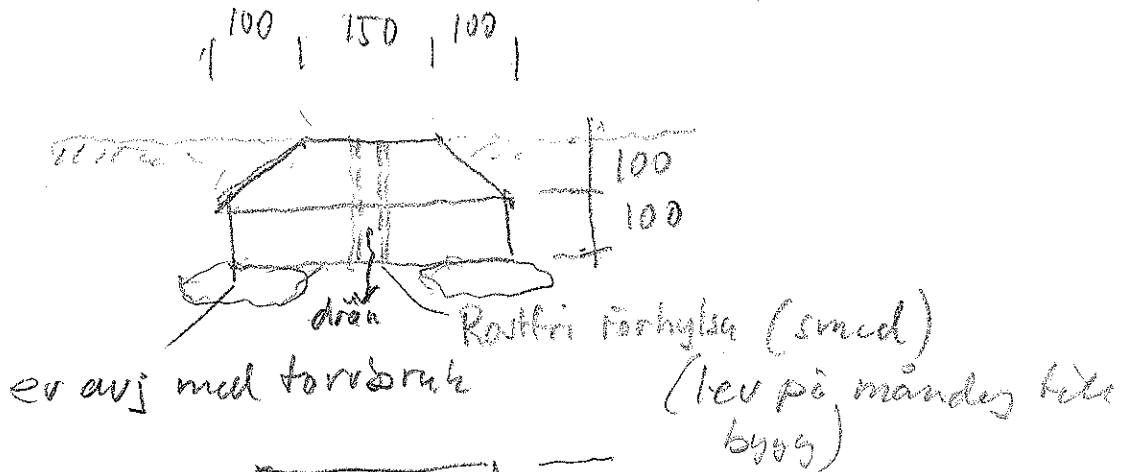 100 150 100
100
100
drän
Rostfri rörhylsa (smed)
ev avj med torrbruk
(lev på måndag till
bygg)